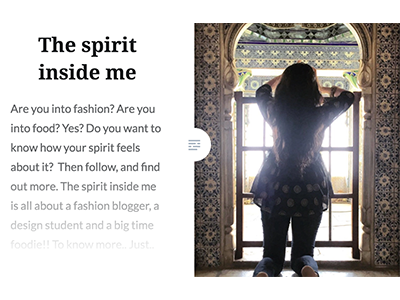 The spirit
inside me
Are you into fashion? Are you
into food? Yes? Do you want to
know how your spirit feels
about it?  Then follow, and find
out more. The spirit inside me
is all about a fashion blogger, a
design student and a big time
foodie!! To know more.. Just..